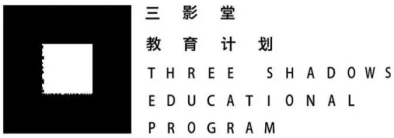 三影堂
教育计划
THREE SHADOWS
EDUCATIONAL
PROGRAM